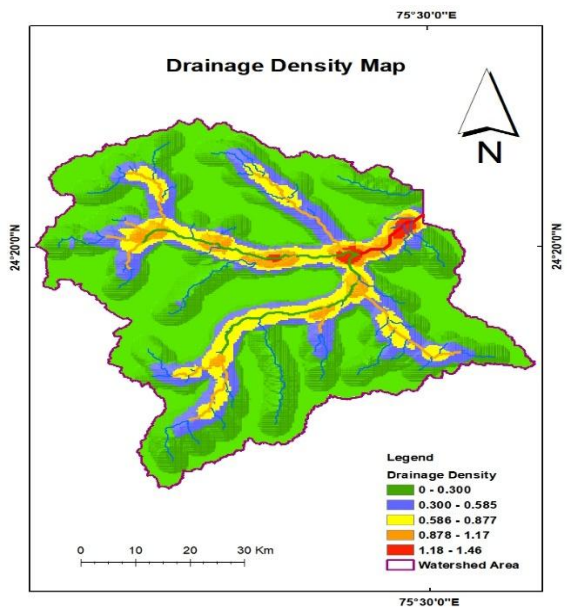 75°30'0"E
Drainage Density Map
N
24°20'0"N
24°20'0"N
Legend
Drainage Density
0 - 0.300
0.300 - 0.585
0.586 - 0.877
0.878 - 1.17
1.18 - 1.46
Watershed Area
0 5 10 20 30 Km
75°30'0"E